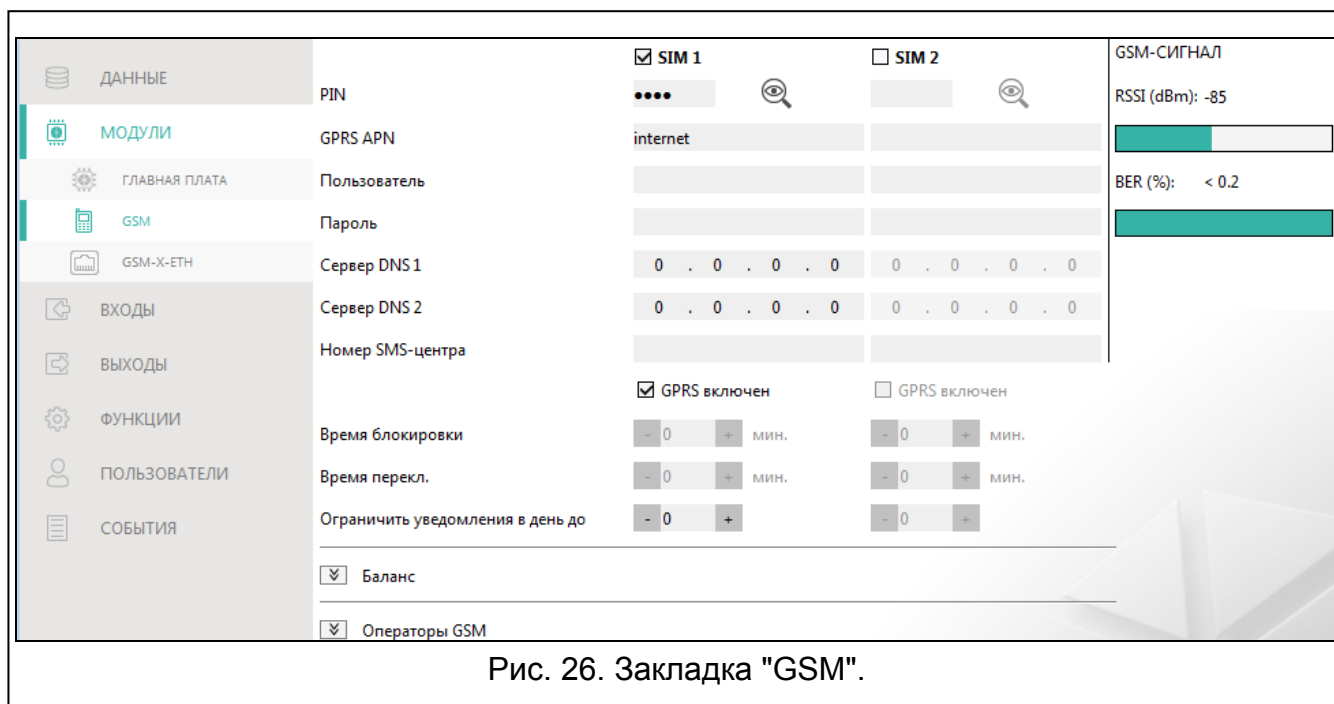 ДАННЫЕ
МОДУЛИ
ГЛАВНАЯ ПЛАТА
GSM
GSM-X-ETH
ВХОДЫ
ВЫХОДЫ
ФУНКЦИИ
ПОЛЬЗОВАТЕЛИ
СОБЫТИЯ
SIM 1 SIM 2
PIN ••••
GPRS APN internet
Пользователь
Пароль
Сервер DNS 1 0 . 0 . 0 . 0 0 . 0 . 0 . 0
Сервер DNS 2 0 . 0 . 0 . 0 0 . 0 . 0 . 0
Номер SMS-центра
GPRS включен GPRS включен
Время блокировки - 0 + мин. - 0 + мин.
Время перекл. - 0 + мин. - 0 + мин.
Ограничить уведомления в день до - 0 + - 0 +
Баланс
Операторы GSM
GSM-СИГНАЛ
RSSI (dBm): -85
BER (%): < 0.2
Рис. 26. Закладка "GSM".